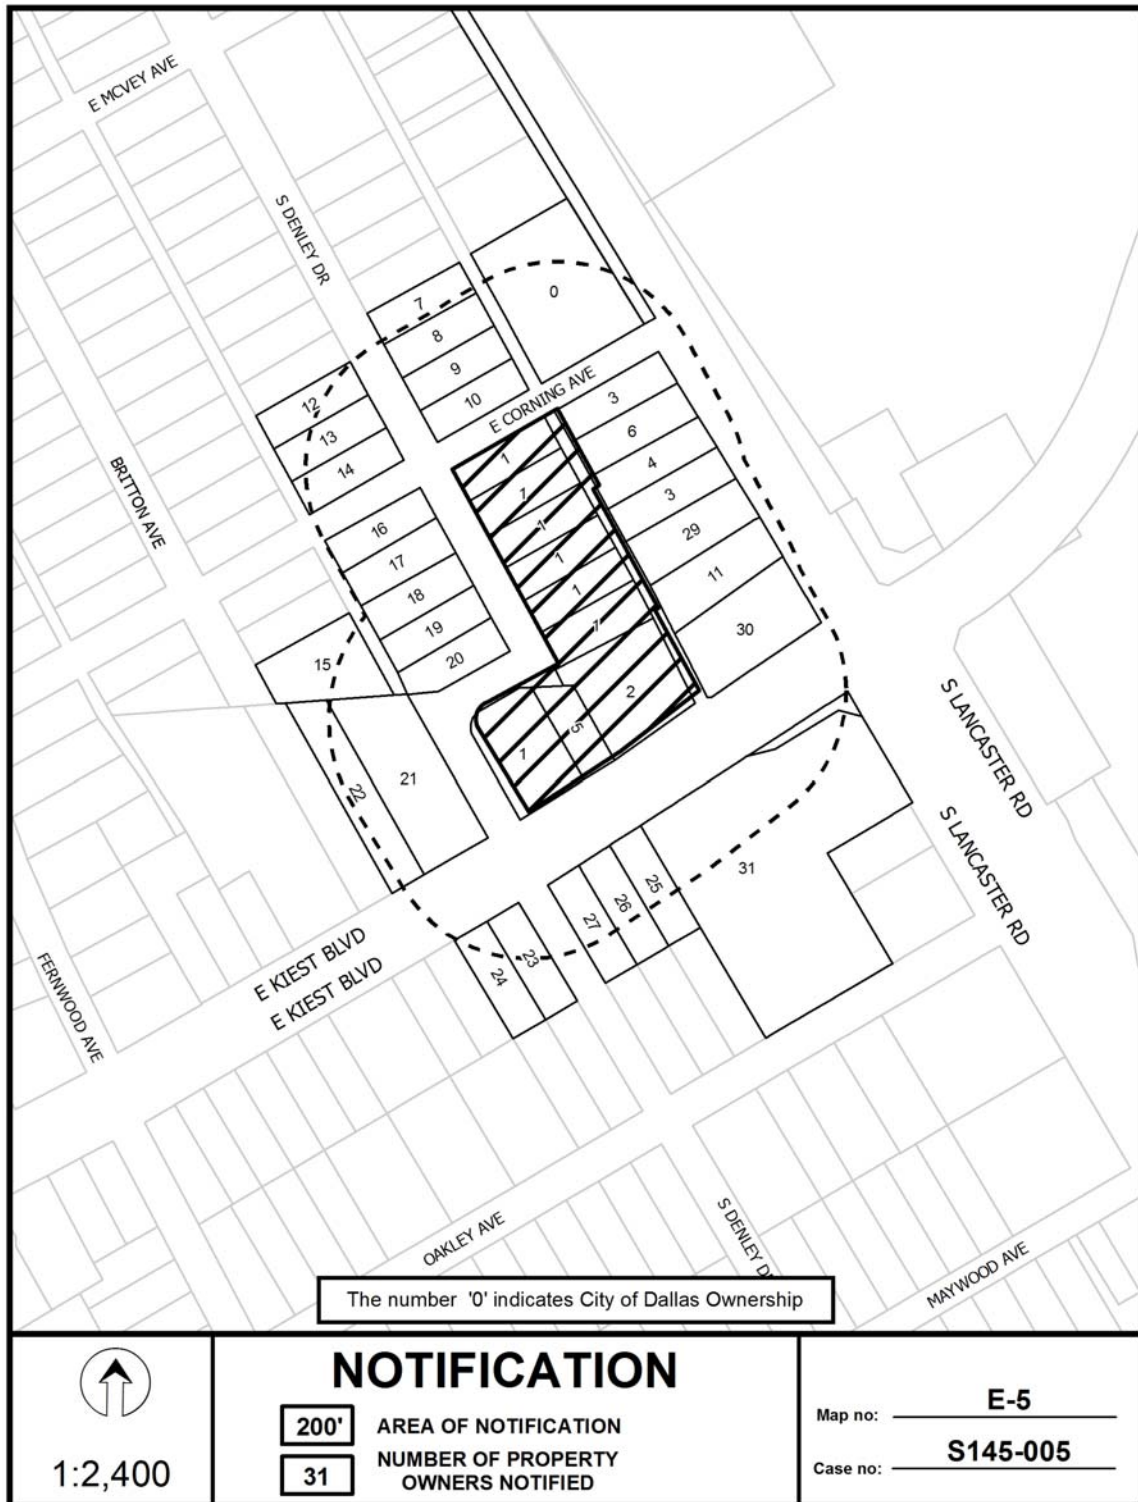 E MCVEY AVE
S DENLEY DR
0
7
8
9
10
E CORNING AVE
12
13
14
3
6
4
3
29
11
30
1
1
1
1
1
1
2
5
1
BRITTON AVE
16
17
18
19
20
15
21
22
S LANCASTER RD
S LANCASTER RD
31
25
26
27
23
24
E KIEST BLVD
E KIEST BLVD
FERNWOOD AVE
OAKLEY AVE
S DENLEY D
MAYWOOD AVE
The number '0' indicates City of Dallas Ownership
1:2,400
NOTIFICATION
200' AREA OF NOTIFICATION
31 NUMBER OF PROPERTY
OWNERS NOTIFIED
Map no: E-5
Case no: S145-005